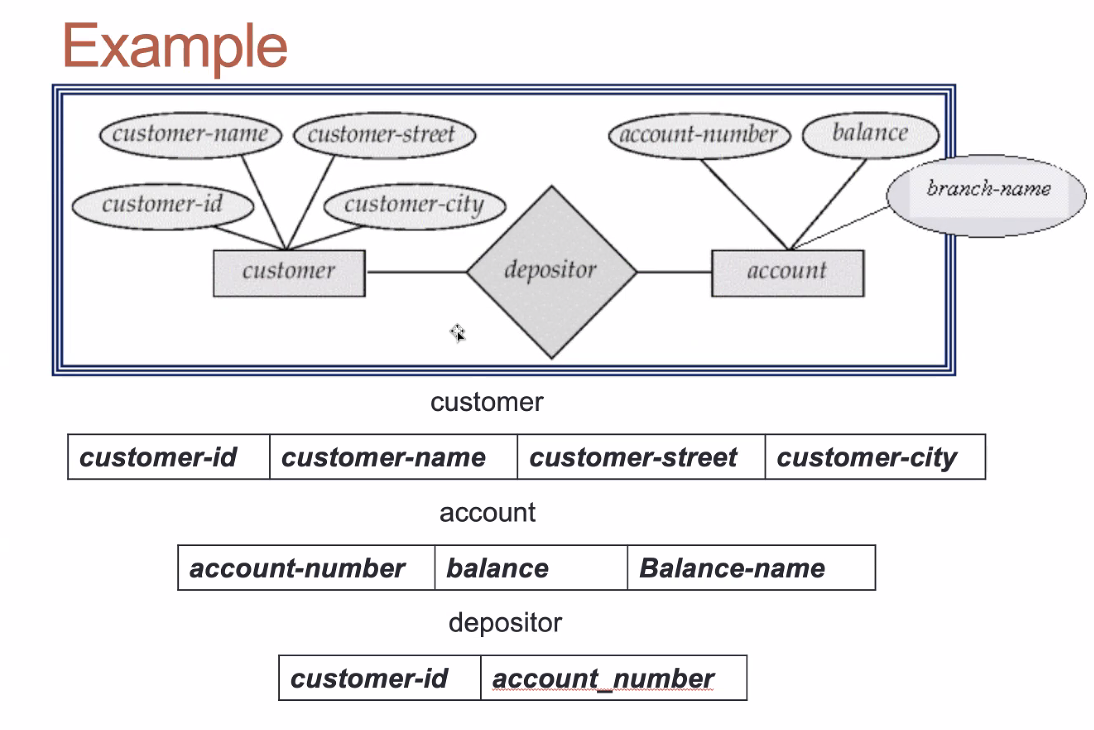 Example
customer-name customer-street account-number balance
customer-id customer-city branch-name
customer depositor account
customer
customer-id customer-name customer-street customer-city
account
account-number balance Balance-name
depositor
customer-id account_number